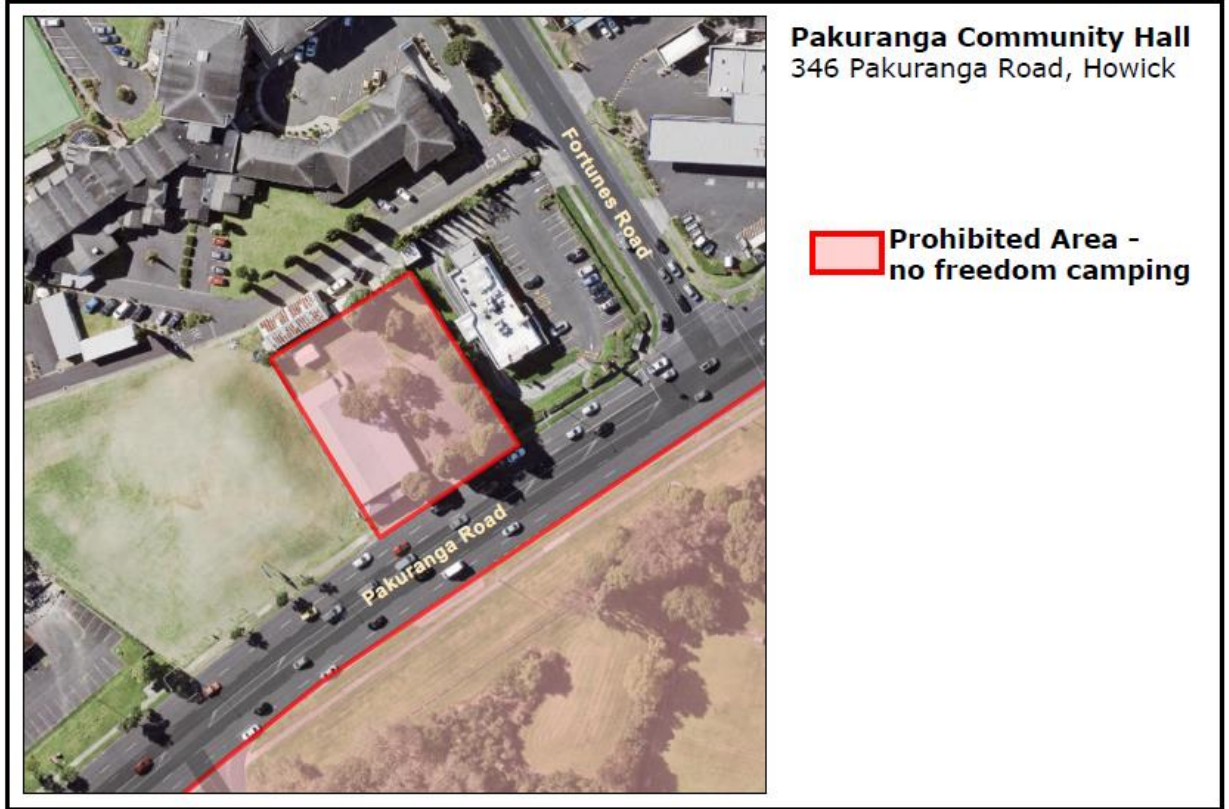 Pakuranga Community Hall
346 Pakuranga Road, Howick
Fortunes Road
Prohibited Area -
no freedom camping
Pakuranga Road